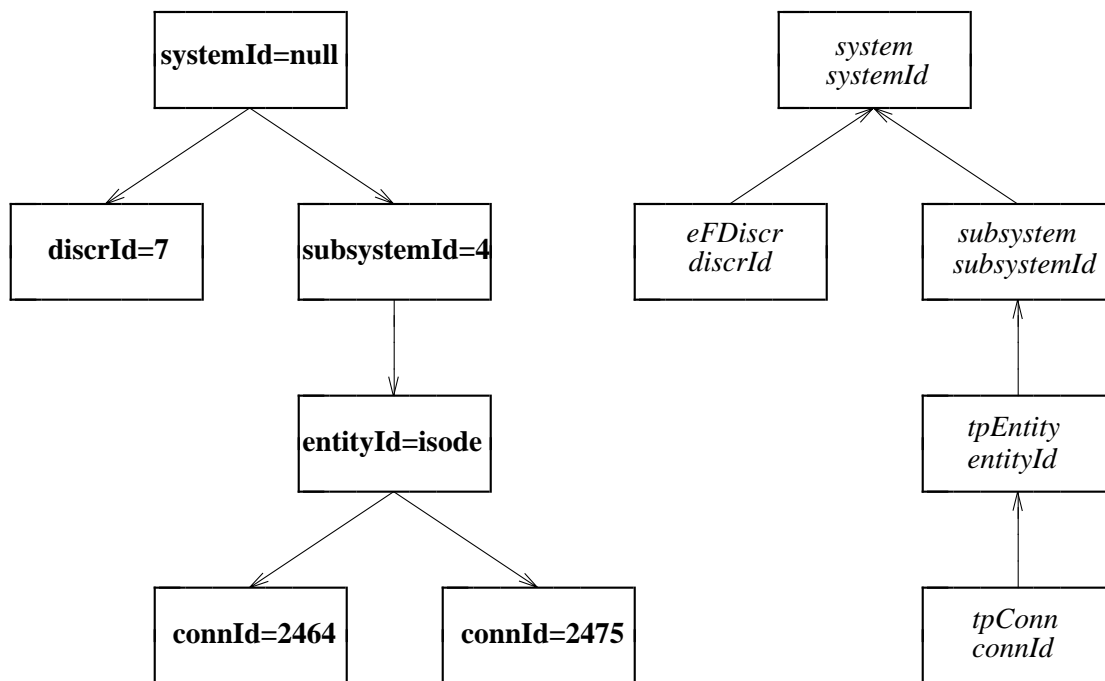 systemId=null
discrId=7
subsystemId=4
entityId=isode
connId=2464
connId=2475
system
systemId
eFDiscr
discrId
subsystem
subsystemId
tpEntity
entityId
tpConn
connId